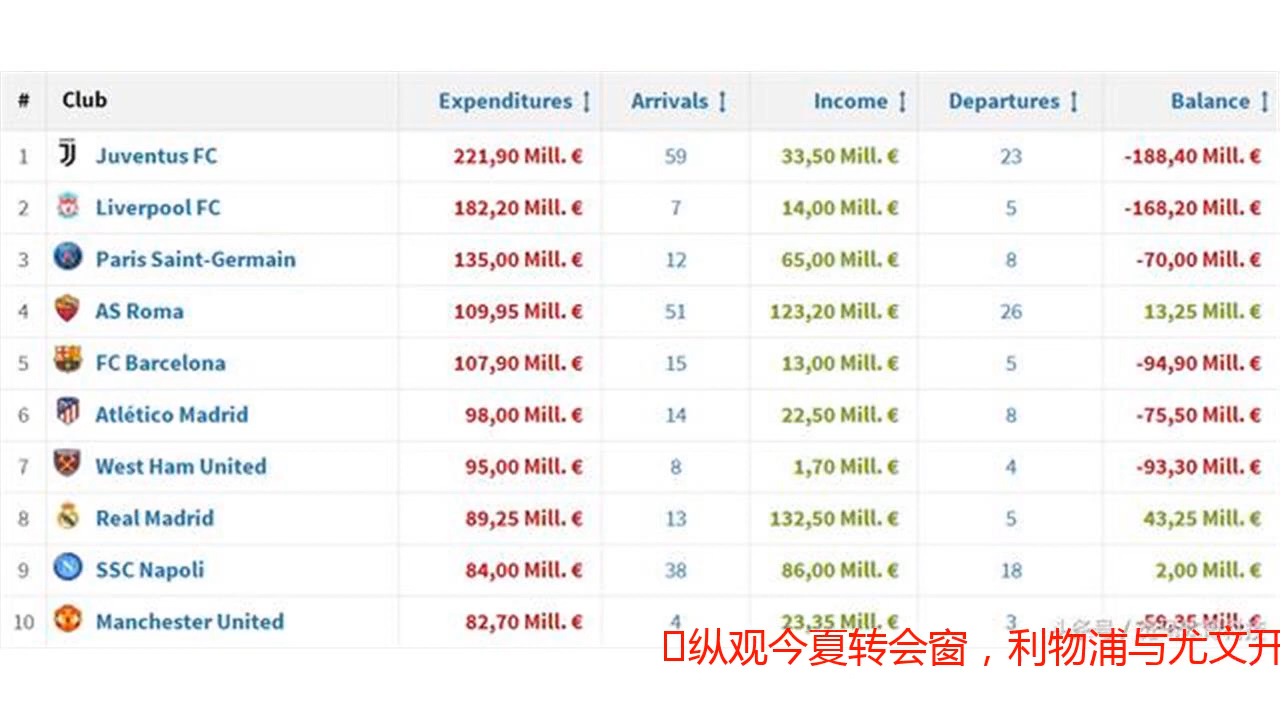 # Club Expenditures Arrivals Income Departures Balance
1 Juventus FC 221,90 Mill. € 59 33,50 Mill. € 23 -188,40 Mill. €
2 Liverpool FC 182,20 Mill. € 7 14,00 Mill. € 5 -168,20 Mill. €
3 Paris Saint-Germain 135,00 Mill. € 12 65,00 Mill. € 8 -70,00 Mill. €
4 AS Roma 109,95 Mill. € 51 123,20 Mill. € 26 13,25 Mill. €
5 FC Barcelona 107,90 Mill. € 15 13,00 Mill. € 5 -94,90 Mill. €
6 Atlético Madrid 98,00 Mill. € 14 22,50 Mill. € 8 -75,50 Mill. €
7 West Ham United 95,00 Mill. € 8 1,70 Mill. € 4 -93,30 Mill. €
8 Real Madrid 89,25 Mill. € 13 132,50 Mill. € 5 43,25 Mill. €
9 SSC Napoli 84,00 Mill. € 38 86,00 Mill. € 18 2,00 Mill. €
10 Manchester United 82,70 Mill. € 4 23,35 Mill. € 3 -59,35 Mill. €
纵观今夏转会窗，利物浦与尤文开